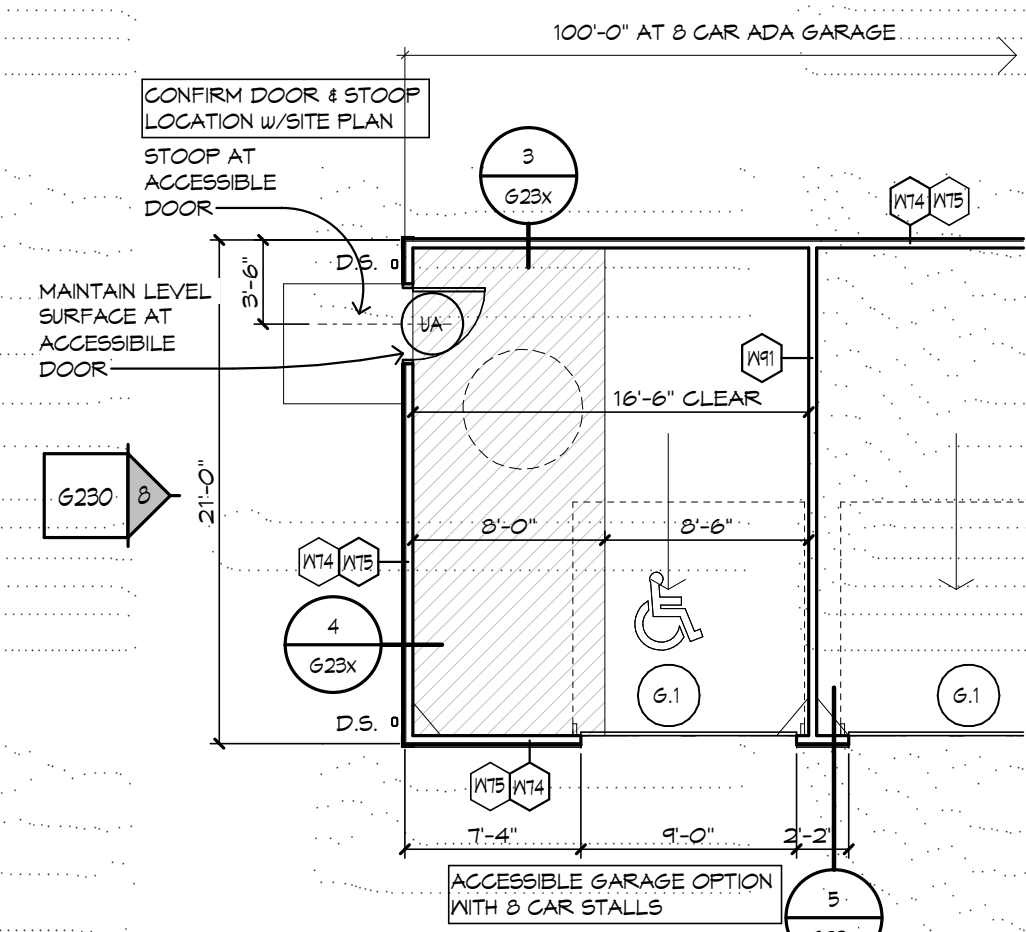 100'-0" AT 8 CAR ADA GARAGE
CONFIRM DOOR & STOOP
LOCATION W/SITE PLAN
STOOP AT
ACCESSIBLE
DOOR
3
G23x
W74 W75
D.S.
3'-6"
MAINTAIN LEVEL
SURFACE AT
ACCESSIBILE
DOOR
UA
W91
16'-6" CLEAR
G230 8
21'-0"
8'-0" 8'-6"
W74 W75
4
G23x
G.1
G.1
D.S.
W75 W74
7'-4" 9'-0" 2'-2"
ACCESSIBLE GARAGE OPTION
WITH 8 CAR STALLS
5